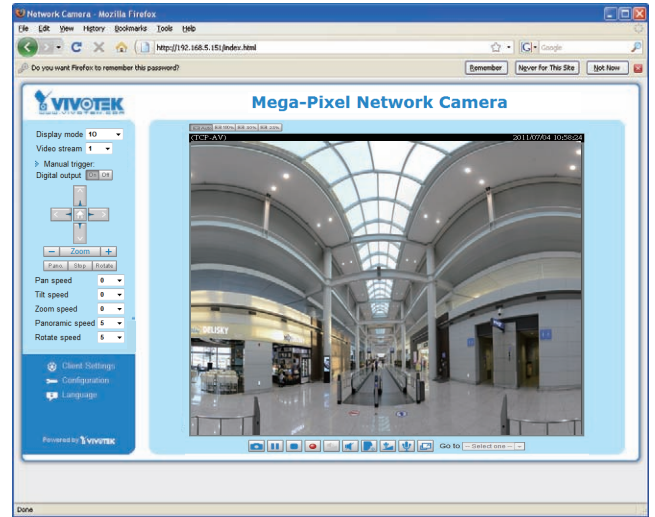 Network Camera - Mozilla Firefox
File Edit View History Bookmarks Tools Help
http://192.168.5.151/index.html
Google
Do you want Firefox to remember this password?
Remember Never for This Site Not Now
VIVOTEK
WWW.VIVOTEK.COM
Mega-Pixel Network Camera
Display mode 10
Video stream 1
Manual trigger:
Digital output On Off
Zoom
Pano Stop Rotate
Pan speed 0
Tilt speed 0
Zoom speed 0
Panoramic speed 5
Rotate speed 5
Client Settings
Configuration
Language
Powered by VIVOTEK
(TCP-AV) 2011/07/04 10:58:24
DELISKY
Go to -- Select one --
Done